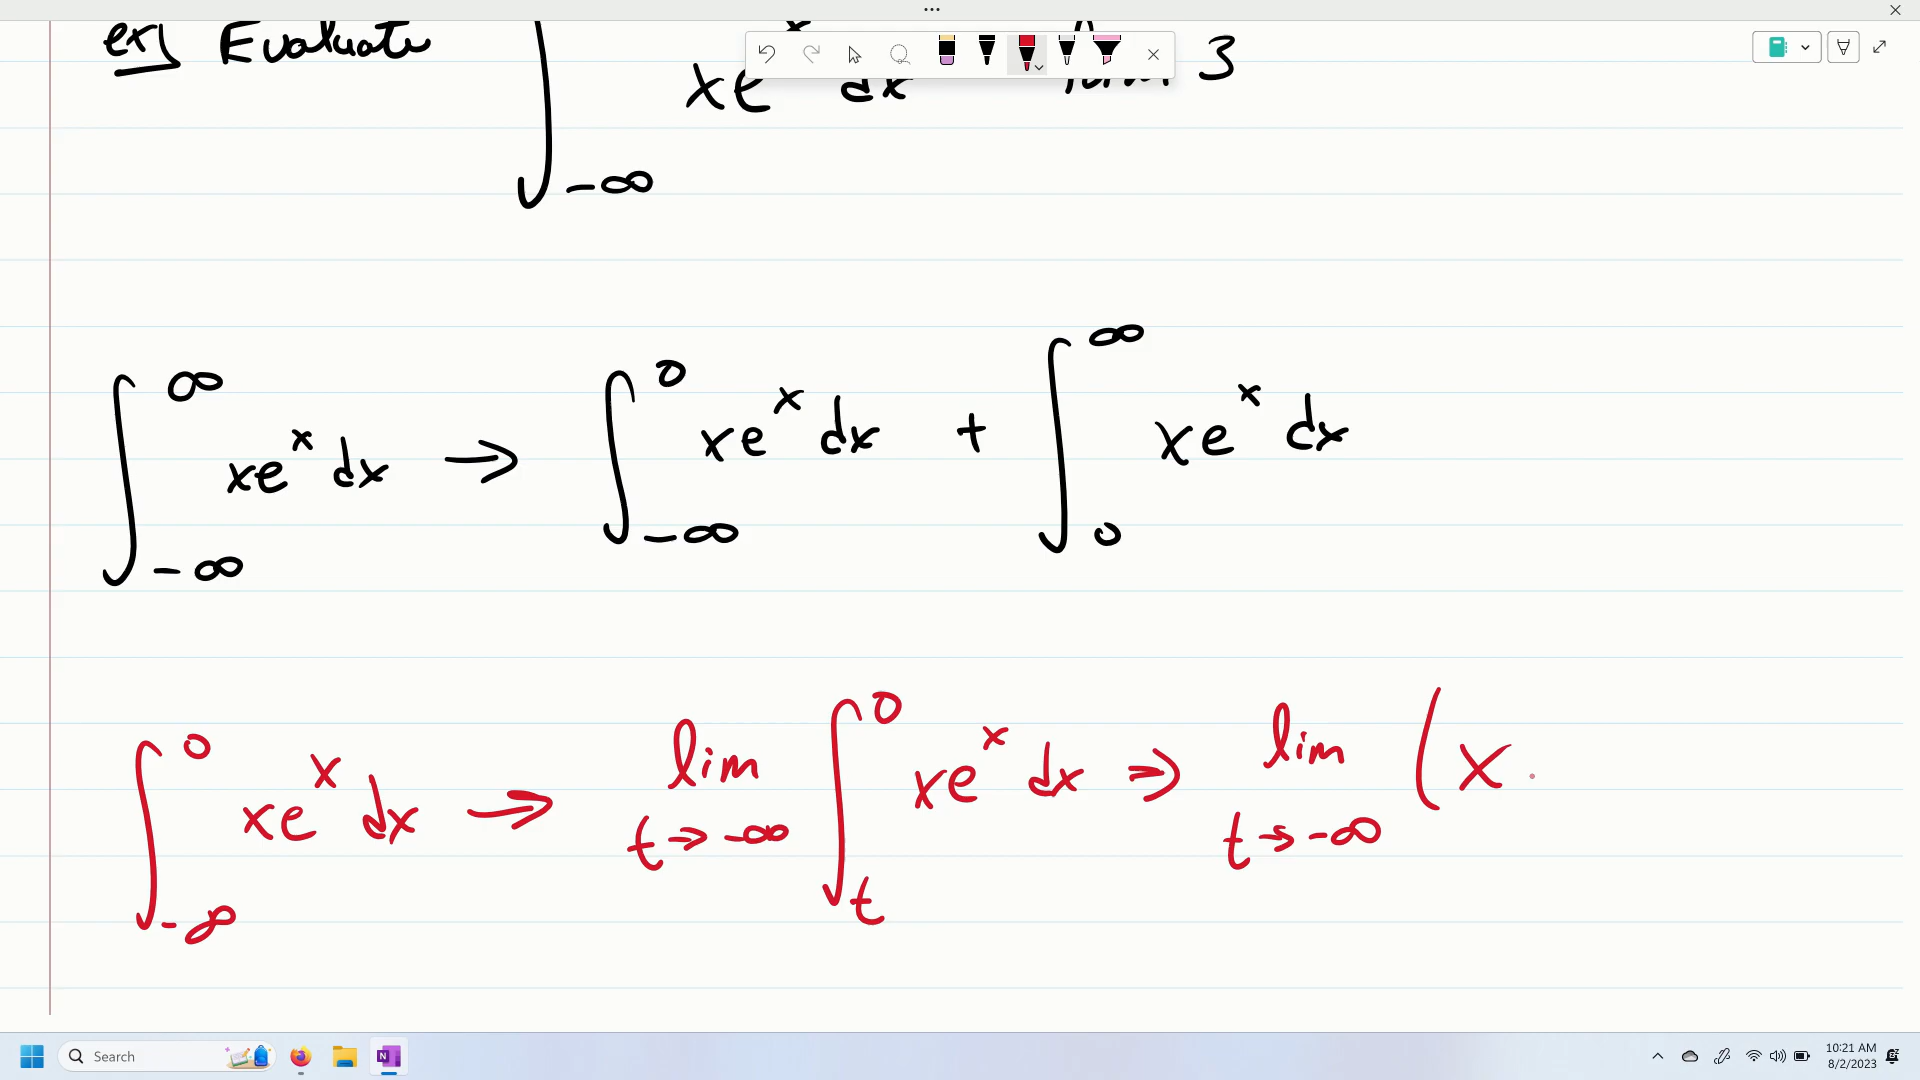 ex) Evaluate ∫_{-∞} xe^x dx 3
∫_{-∞}^{∞} xe^x dx → ∫_{-∞}^{0} xe^x dx + ∫_{0}^{∞} xe^x dx
∫_{-∞}^{0} xe^x dx → lim_{t→-∞} ∫_{t}^{0} xe^x dx ⇒ lim_{t→-∞} (x
Search
10:21 AM
8/2/2023